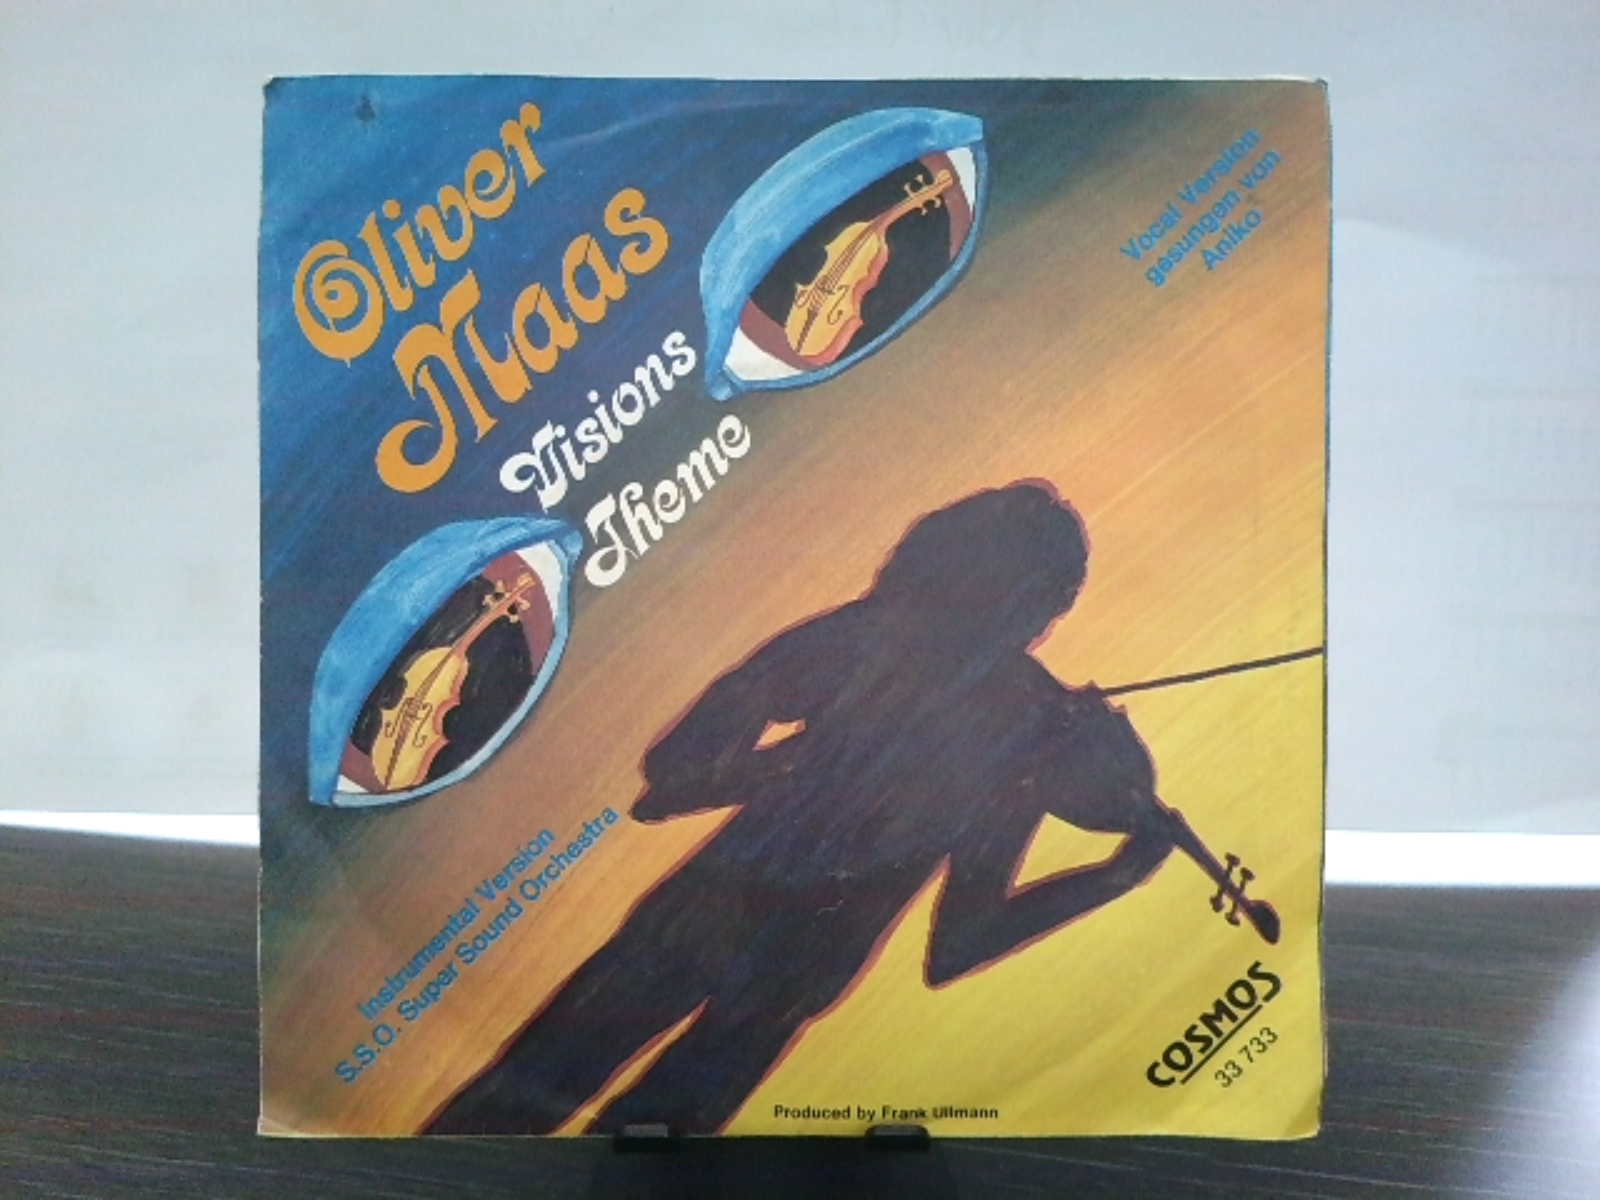 Oliver
Maas
Visions
Theme
Vocal Version
gesungen von
Aniko
Instrumental Version
S.S.O. Super Sound Orchestra
COSMOS
33 733
Produced by Frank Ullmann